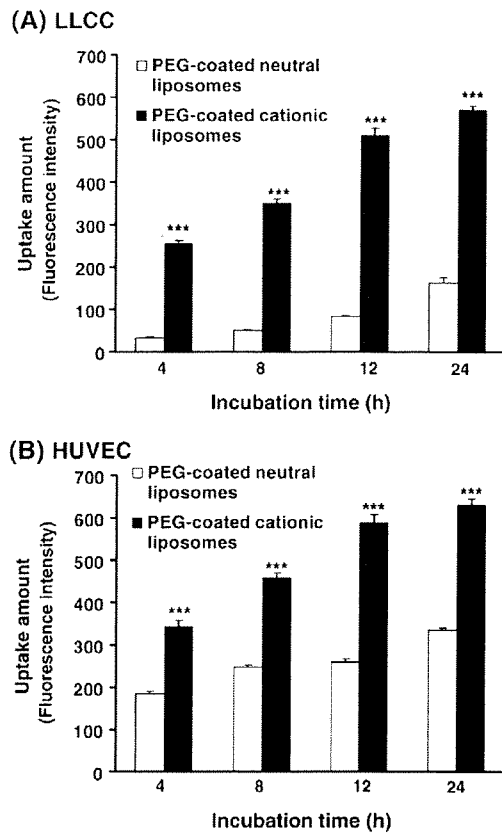 (A) LLCC
PEG-coated neutral
liposomes
PEG-coated cationic
liposomes
Uptake amount
(Fluorescence intensity)
700
600
500
400
300
200
100
0
***
***
***
***
4 8 12 24
Incubation time (h)
(B) HUVEC
PEG-coated neutral
liposomes
PEG-coated cationic
liposomes
Uptake amount
(Fluorescence intensity)
700
600
500
400
300
200
100
0
***
***
***
***
4 8 12 24
Incubation time (h)